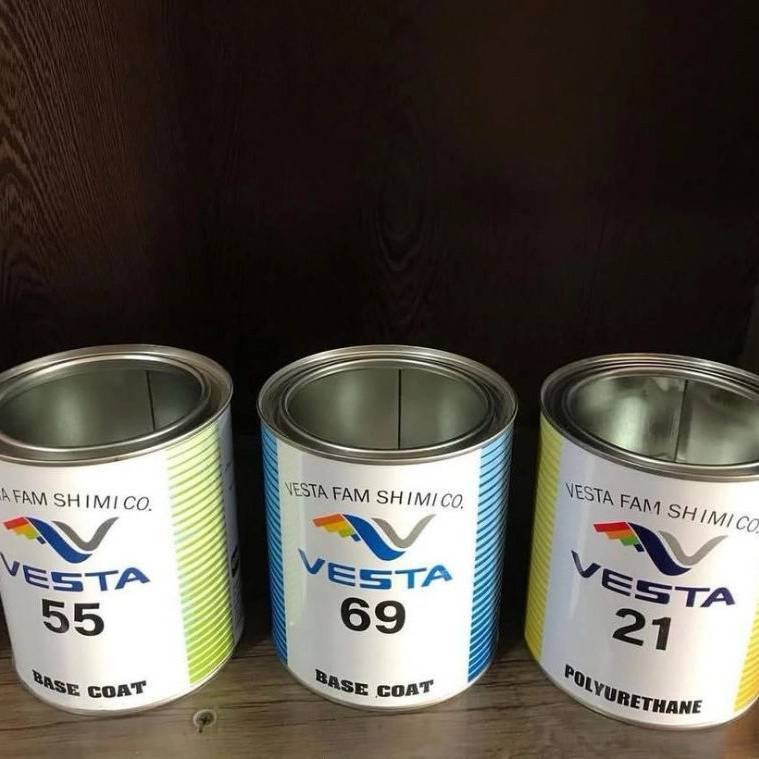 A FAM SHIMI CO.
VESTA
55
BASE COAT
VESTA FAM SHIMI CO.
VESTA
69
BASE COAT
VESTA FAM SHIMI CO.
VESTA
21
POLYURETHANE